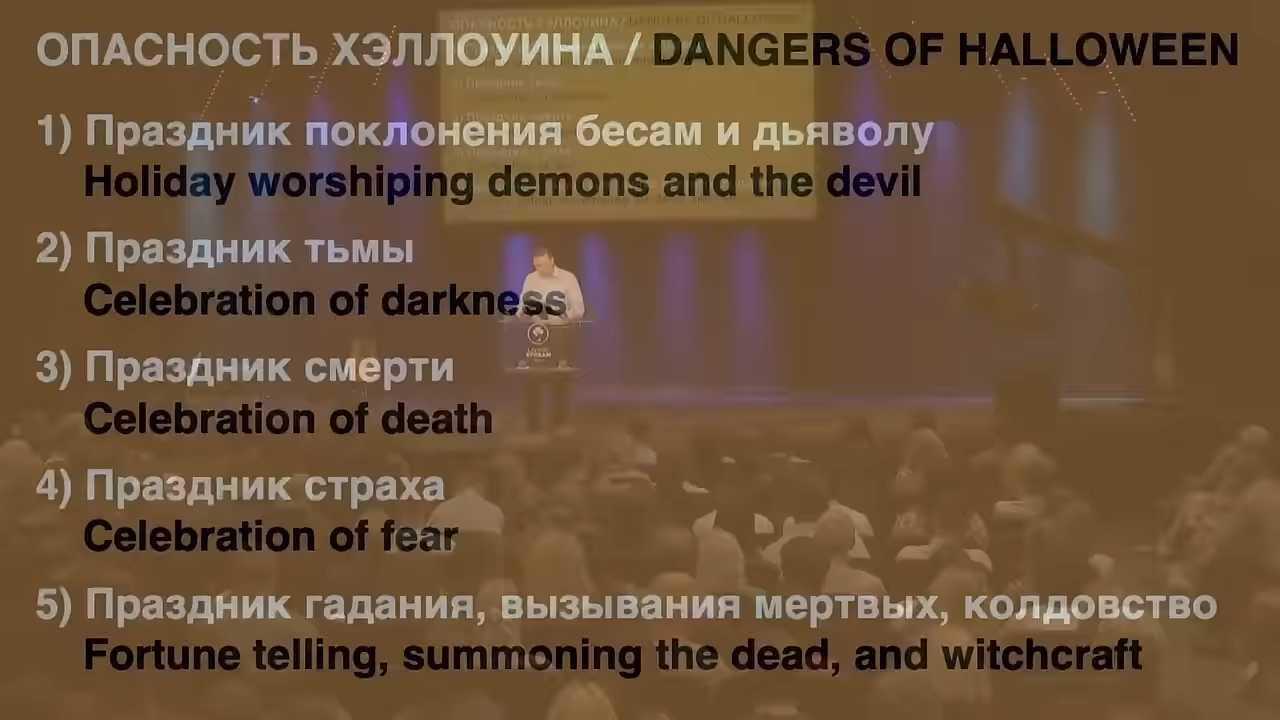 ОПАСНОСТЬ ХЭЛЛОУИНА / DANGERS OF HALLOWEEN
1) Праздник поклонения бесам и дьяволу
Holiday worshiping demons and the devil
2) Праздник тьмы
Celebration of darkness
3) Праздник смерти
Celebration of death
4) Праздник страха
Celebration of fear
5) Праздник гадания, вызывания мертвых, колдовство
Fortune telling, summoning the dead, and witchcraft